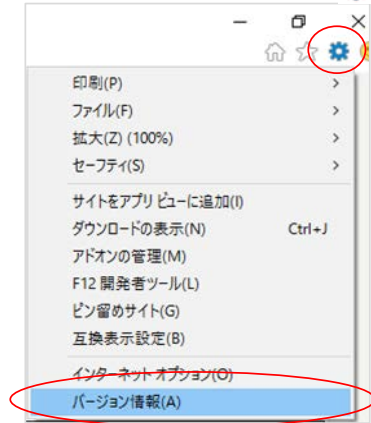 印刷(P)
ファイル(F)
拡大(Z) (100%)
セーフティ(S)
サイトをアプリ ビューに追加(I)
ダウンロードの表示(N) Ctrl+J
アドオンの管理(M)
F12 開発者ツール(L)
ピン留めサイト(G)
互換表示設定(B)
インターネット オプション(O)
バージョン情報(A)